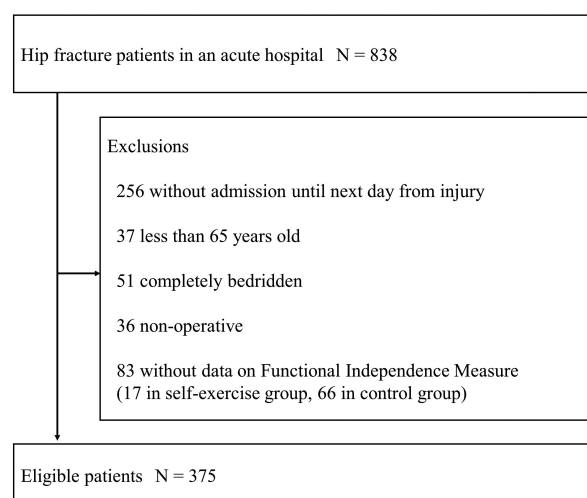 Hip fracture patients in an acute hospital N = 838
Exclusions
256 without admission until next day from injury
37 less than 65 years old
51 completely bedridden
36 non-operative
83 without data on Functional Independence Measure
(17 in self-exercise group, 66 in control group)
Eligible patients N = 375